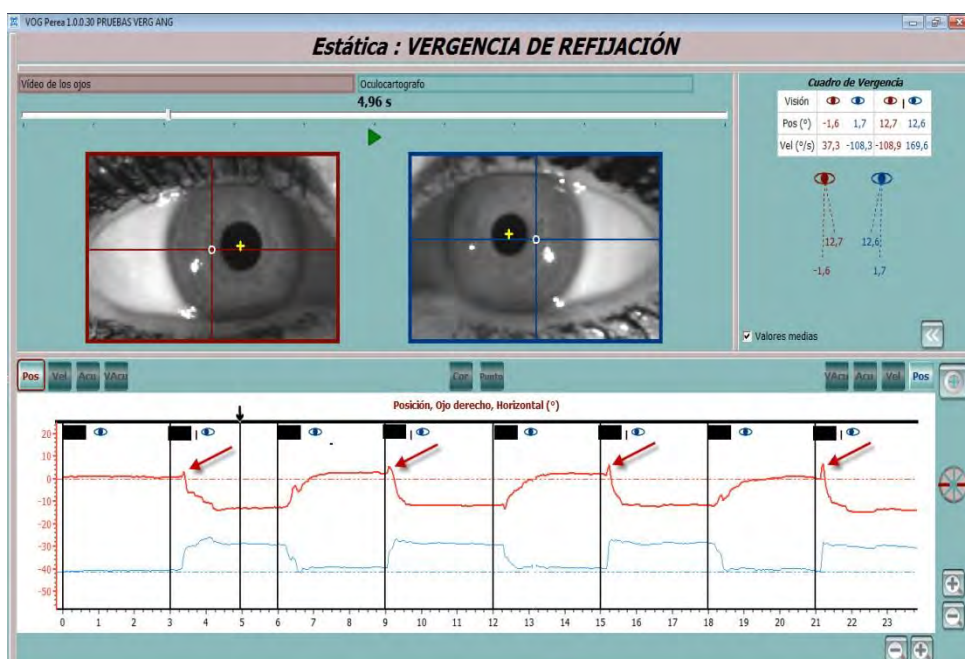 VOG Perea 1.0.0.30 PRUEBAS VERG ANG
Estática : VERGENCIA DE REFIJACIÓN
Vídeo de los ojos
Oculocartografo
4,96 s
Cuadro de Vergencia
Visión |
Pos (º) -1,6 1,7 12,7 12,6
Vel (º/s) 37,3 -108,3 -108,9 169,6
12,7 12,6
-1,6 1,7
Valores medias
Pos Vel Acu VAcu Cor Punto VAcu Acu Vel Pos
Posición, Ojo derecho, Horizontal (º)
20
10
0
-10
-20
-30
-40
-50
0 1 2 3 4 5 6 7 8 9 10 11 12 13 14 15 16 17 18 19 20 21 22 23